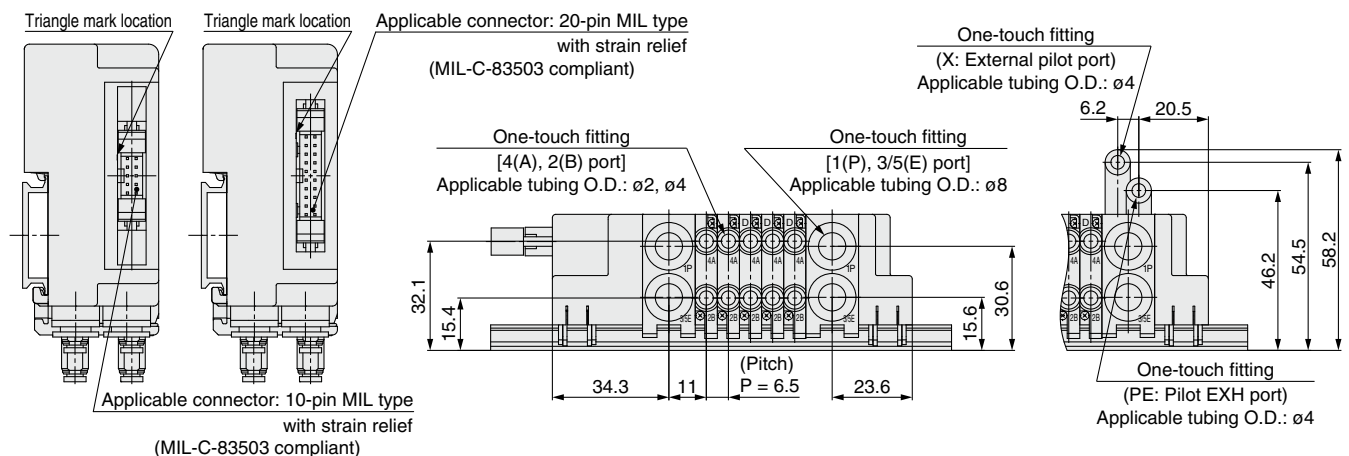 Triangle mark location
Triangle mark location
Applicable connector: 20-pin MIL type
with strain relief
(MIL-C-83503 compliant)
Applicable connector: 10-pin MIL type
with strain relief
(MIL-C-83503 compliant)
One-touch fitting
[4(A), 2(B) port]
Applicable tubing O.D.: ø2, ø4
One-touch fitting
[1(P), 3/5(E) port]
Applicable tubing O.D.: ø8
One-touch fitting
(X: External pilot port)
Applicable tubing O.D.: ø4
6.2
20.5
D D D
4A 4A 4A 4A 4A
1P
1P
2B 2B 2B 2B 2B
3/5E
3/5E
32.1
15.4
34.3
11
(Pitch)
P = 6.5
23.6
15.6
30.6
D
4A 4A
1P
2B 2B
3/5E
46.2
54.5
58.2
One-touch fitting
(PE: Pilot EXH port)
Applicable tubing O.D.: ø4